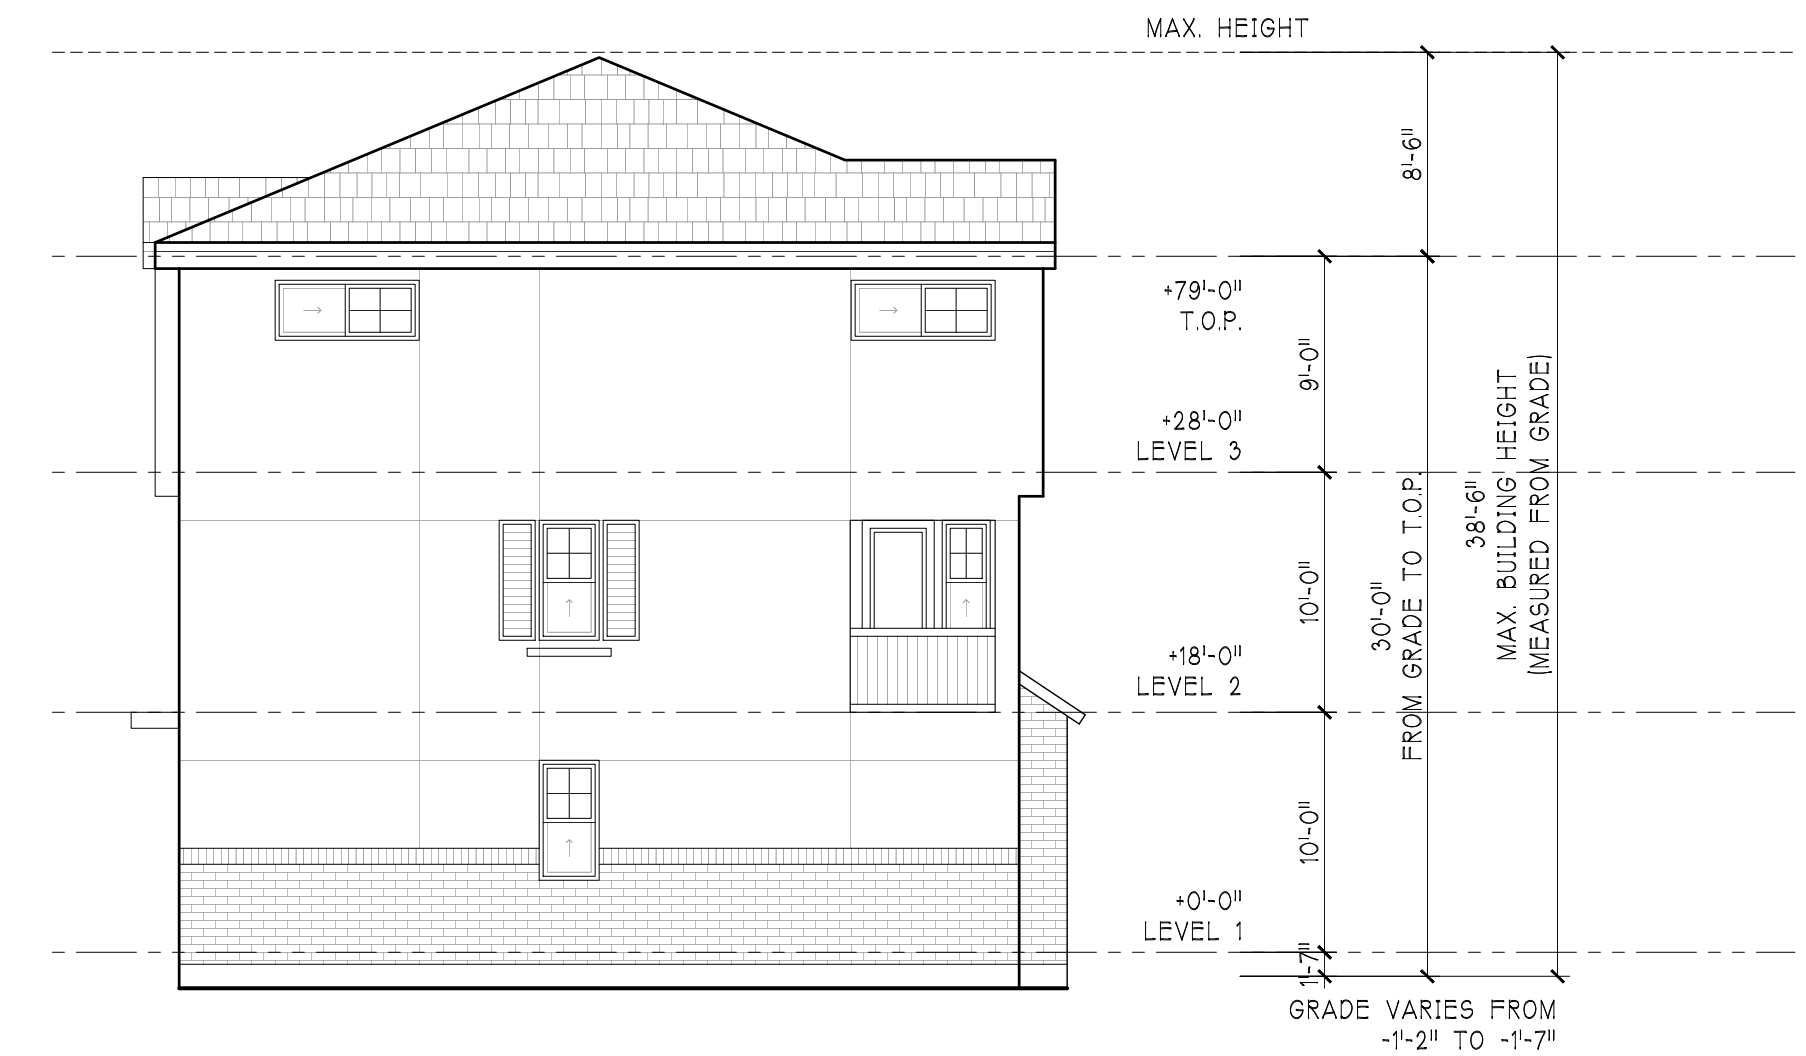 MAX. HEIGHT
8'-6"
+79'-0"
T.O.P.
9'-0"
+28'-0"
LEVEL 3
38'-6"
MAX. BUILDING HEIGHT
(MEASURED FROM GRADE)
30'-0"
FROM GRADE TO T.O.P.
10'-0"
+18'-0"
LEVEL 2
10'-0"
+0'-0"
LEVEL 1
1'-7"
GRADE VARIES FROM
-1'-2" TO -1'-7"